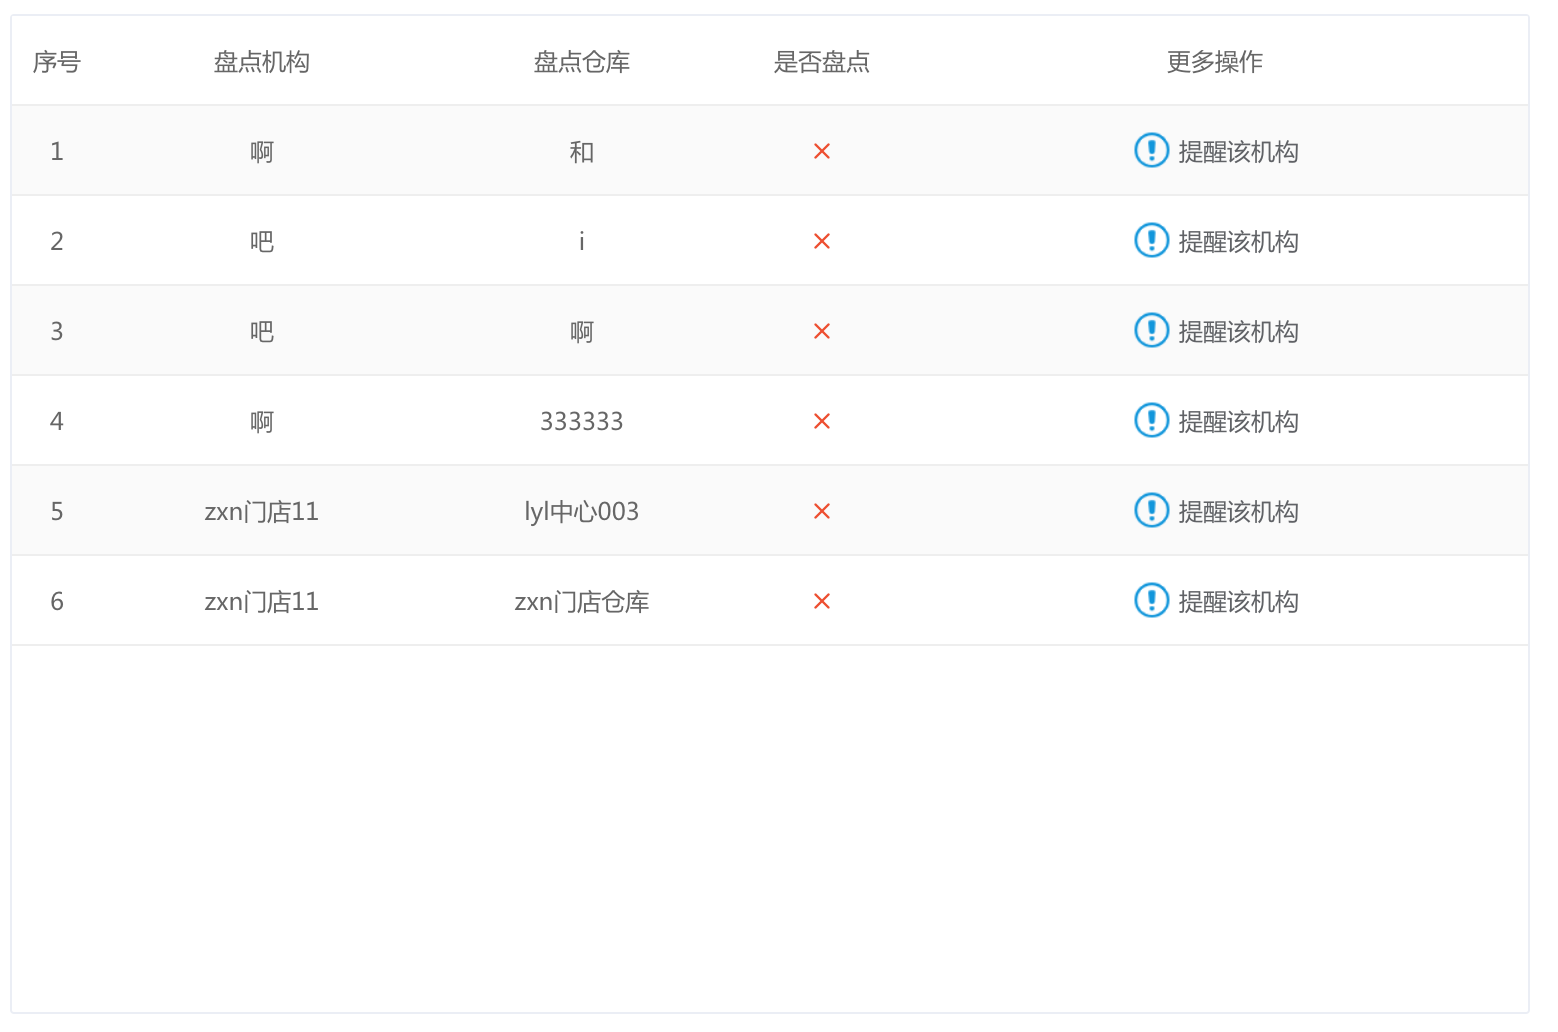 序号 盘点机构 盘点仓库 是否盘点 更多操作
1 啊 和 × 提醒该机构
2 吧 i × 提醒该机构
3 吧 啊 × 提醒该机构
4 啊 333333 × 提醒该机构
5 zxn门店11 lyl中心003 × 提醒该机构
6 zxn门店11 zxn门店仓库 × 提醒该机构